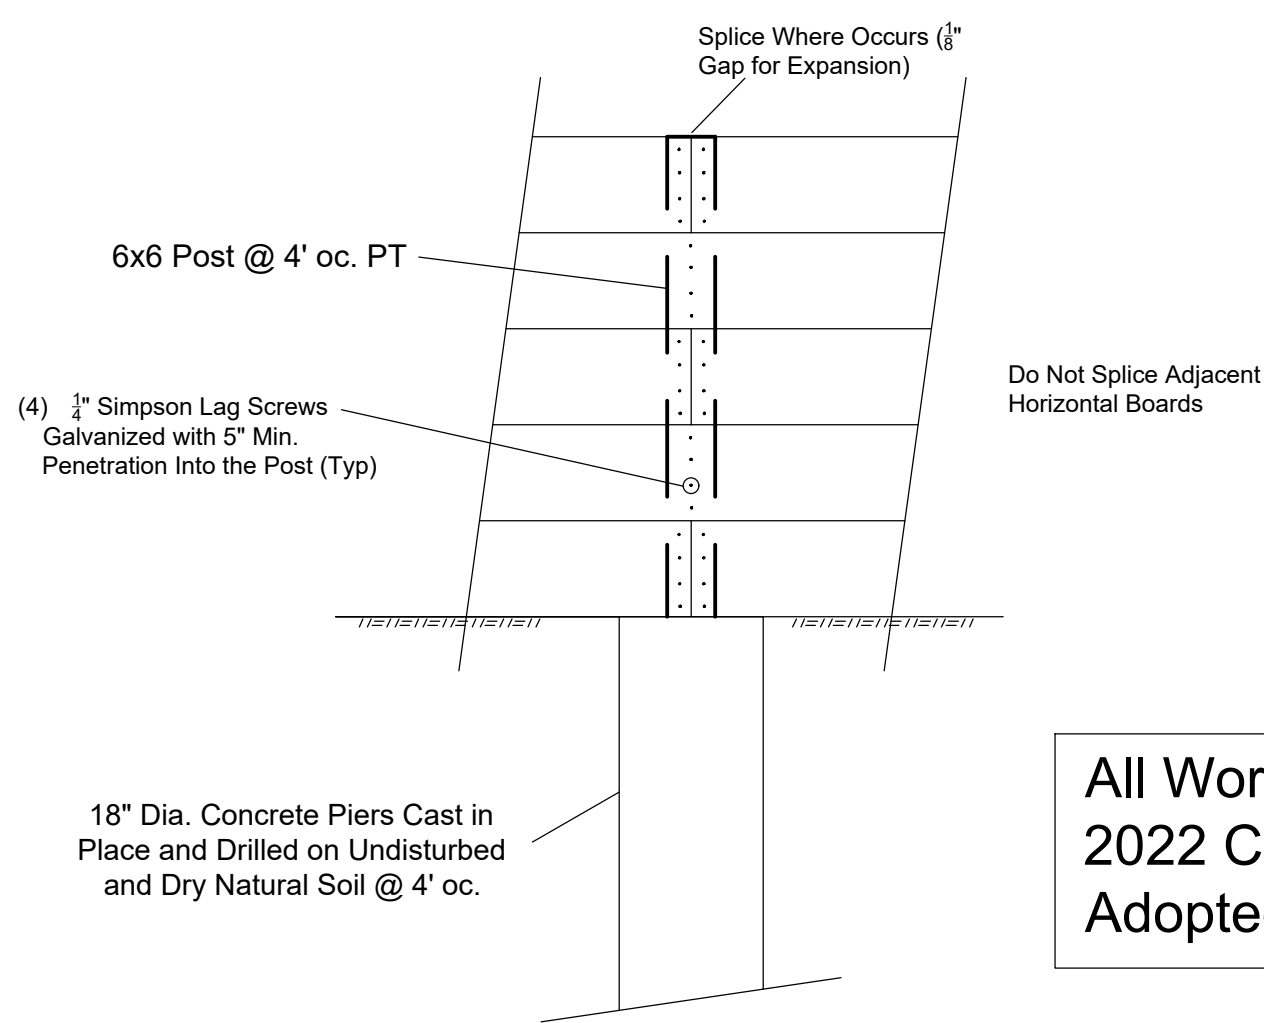 Splice Where Occurs (1/8"
Gap for Expansion)
6x6 Post @ 4' oc. PT
Do Not Splice Adjacent
Horizontal Boards
(4) 1/4" Simpson Lag Screws
Galvanized with 5" Min.
Penetration Into the Post (Typ)
18" Dia. Concrete Piers Cast in
Place and Drilled on Undisturbed
and Dry Natural Soil @ 4' oc.
All
2022